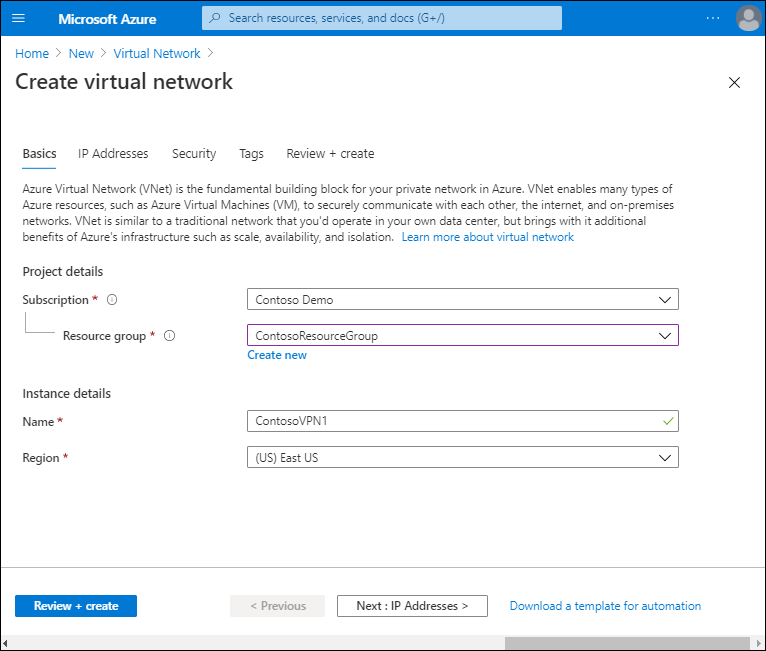 Microsoft Azure
Search resources, services, and docs (G+/)
...
Home > New > Virtual Network >
Create virtual network
Basics IP Addresses Security Tags Review + create
Azure Virtual Network (VNet) is the fundamental building block for your private network in Azure. VNet enables many types of
Azure resources, such as Azure Virtual Machines (VM), to securely communicate with each other, the internet, and on-premises
networks. VNet is similar to a traditional network that you'd operate in your own data center, but brings with it additional
benefits of Azure's infrastructure such as scale, availability, and isolation. Learn more about virtual network
Project details
Subscription * Contoso Demo
Resource group * ContosoResourceGroup
Create new
Instance details
Name * ContosoVPN1
Region * (US) East US
Review + create < Previous Next : IP Addresses > Download a template for automation